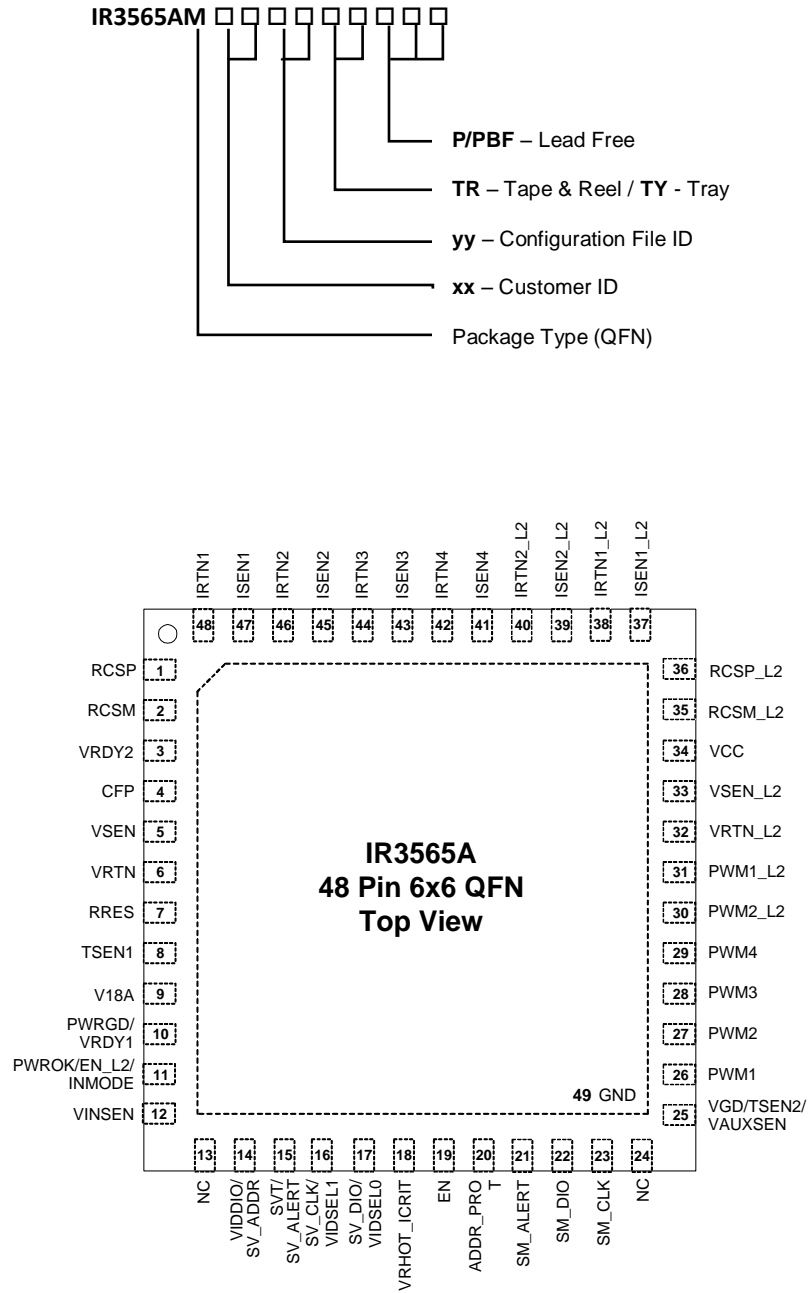 IR3565AM
P/PBF – Lead Free
TR – Tape & Reel / TY - Tray
yy – Configuration File ID
xx – Customer ID
Package Type (QFN)
IRTN1
ISEN1
IRTN2
ISEN2
IRTN3
ISEN3
IRTN4
ISEN4
IRTN2_L2
ISEN2_L2
IRTN1_L2
ISEN1_L2
48 47 46 45 44 43 42 41 40 39 38 37
RCSP 1
RCSM 2
VRDY2 3
CFP 4
VSEN 5
VRTN 6
RRES 7
TSEN1 8
V18A 9
PWRGD/
VRDY1 10
PWROK/EN_L2/
INMODE 11
VINSEN 12
IR3565A
48 Pin 6x6 QFN
Top View
49 GND
36 RCSP_L2
35 RCSM_L2
34 VCC
33 VSEN_L2
32 VRTN_L2
31 PWM1_L2
30 PWM2_L2
29 PWM4
28 PWM3
27 PWM2
26 PWM1
25 VGD/TSEN2/
VAUXSEN
13 14 15 16 17 18 19 20 21 22 23 24
NC
VIDDIO/
SV_ADDR
SVT/
SV_ALERT
SV_CLK/
VIDSEL1
SV_DIO/
VIDSEL0
VRHOT_ICRIT
EN
ADDR_PRO
T
SM_ALERT
SM_DIO
SM_CLK
NC